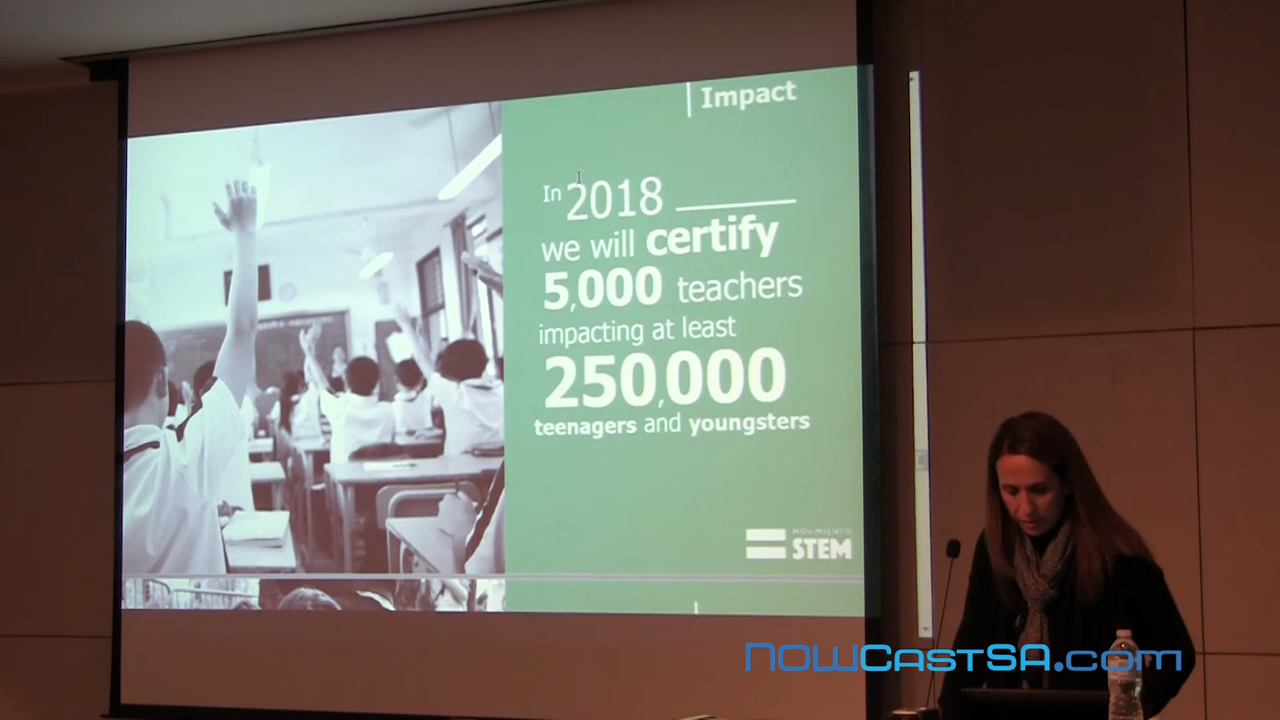 Impact
In 2018
we will certify
5,000 teachers
impacting at least
250,000
teenagers and youngsters
MOVIMIENTO
STEM
NOWCastSA.com